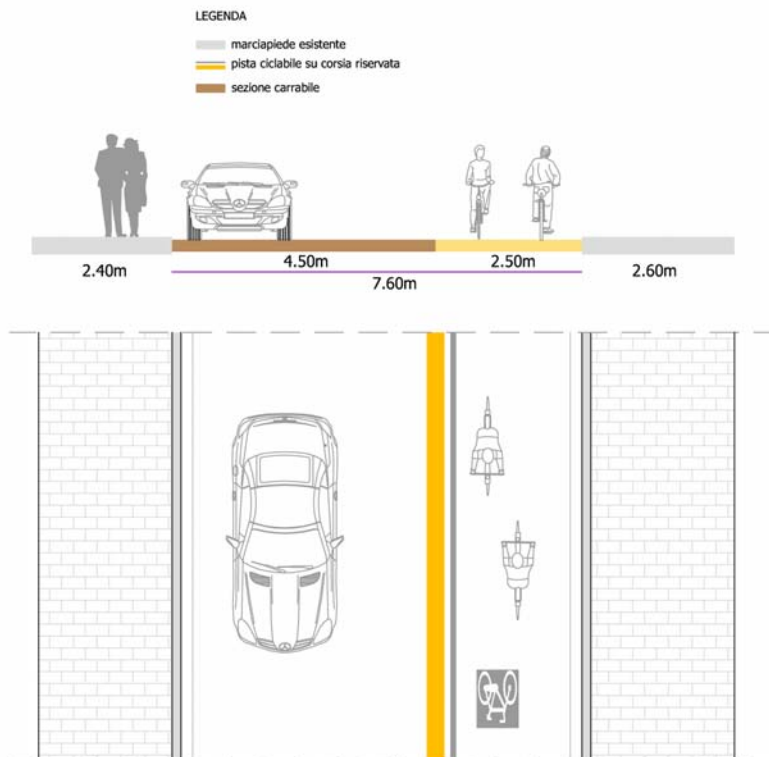 LEGENDA
marciapiede esistente
pista ciclabile su corsia riservata
sezione carrabile
2.40m
4.50m
2.50m
2.60m
7.60m